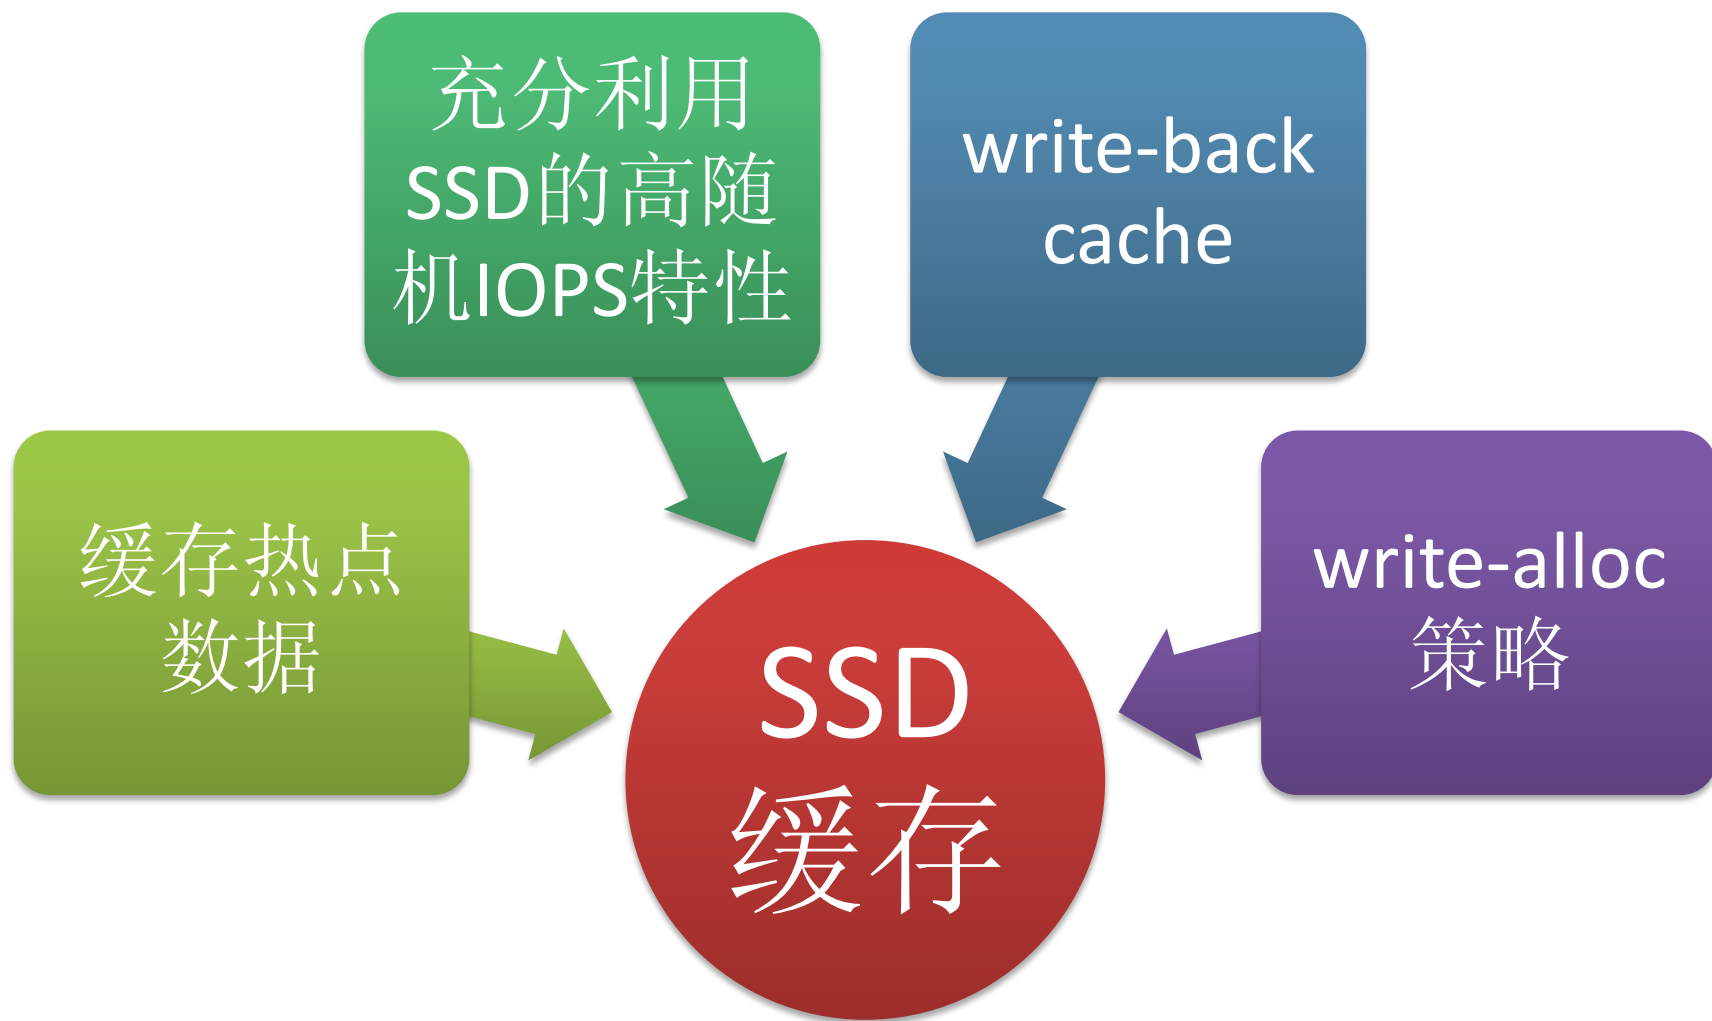 充分利用
SSD的高随
机IOPS特性
write-back
cache
缓存热点
数据
write-alloc
策略
SSD
缓存